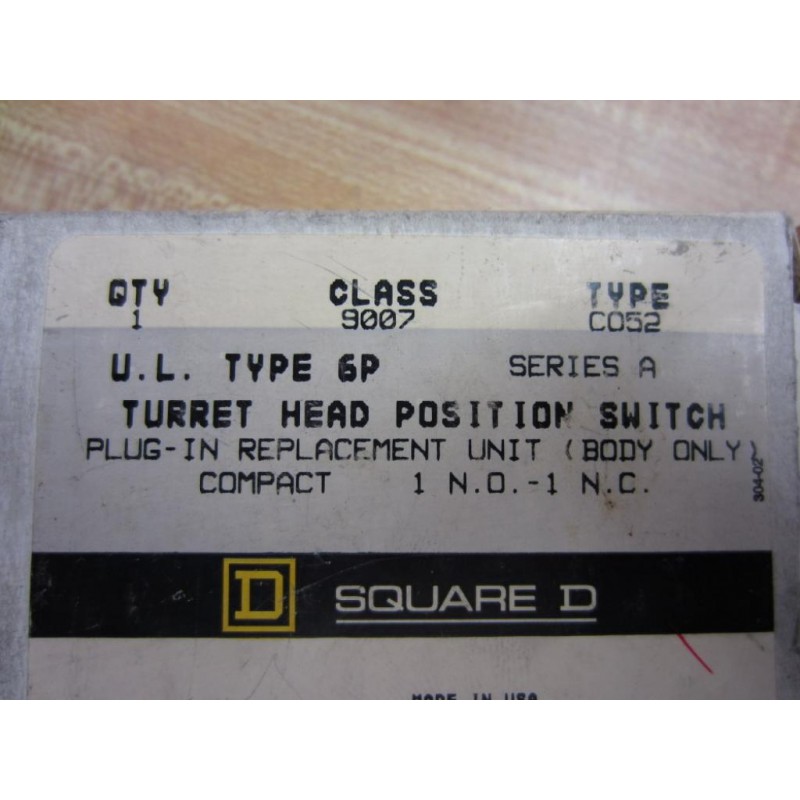 QTY CLASS TYPE
1 9007 CO52
U.L. TYPE 6P SERIES A
TURRET HEAD POSITION SWITCH
PLUG-IN REPLACEMENT UNIT (BODY ONLY)
COMPACT 1 N.O.-1 N.C.
304-02
D SQUARE D
MADE IN USA